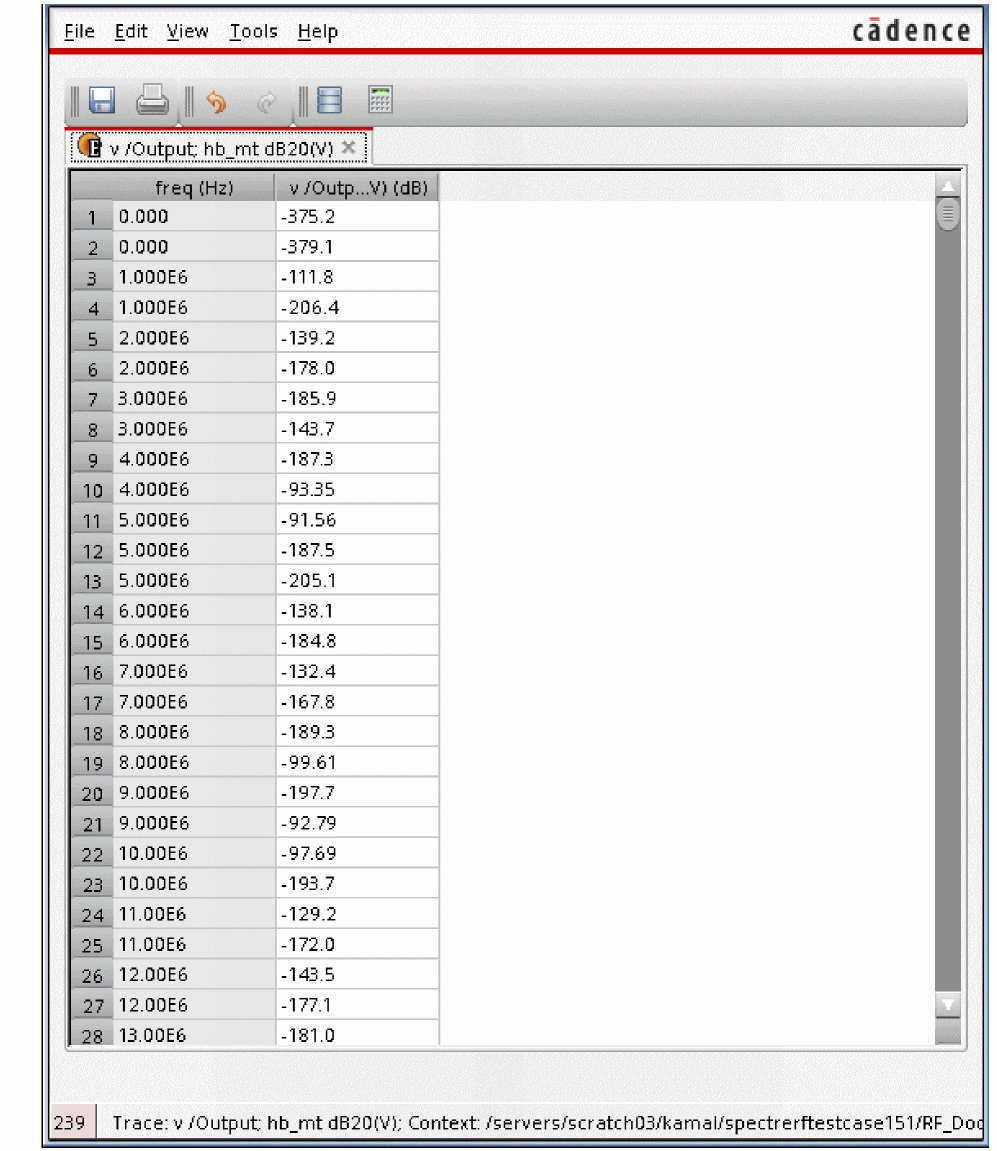 File Edit View Tools Help cādence
v /Output; hb_mt dB20(V)
freq (Hz) v /Outp...V) (dB)
1 0.000 -375.2
2 0.000 -379.1
3 1.000E6 -111.8
4 1.000E6 -206.4
5 2.000E6 -139.2
6 2.000E6 -178.0
7 3.000E6 -185.9
8 3.000E6 -143.7
9 4.000E6 -187.3
10 4.000E6 -93.35
11 5.000E6 -91.56
12 5.000E6 -187.5
13 5.000E6 -205.1
14 6.000E6 -138.1
15 6.000E6 -184.8
16 7.000E6 -132.4
17 7.000E6 -167.8
18 8.000E6 -189.3
19 8.000E6 -99.61
20 9.000E6 -197.7
21 9.000E6 -92.79
22 10.00E6 -97.69
23 10.00E6 -193.7
24 11.00E6 -129.2
25 11.00E6 -172.0
26 12.00E6 -143.5
27 12.00E6 -177.1
28 13.00E6 -181.0
239 Trace: v /Output; hb_mt dB20(V); Context: /servers/scratch03/kamal/spectrerftestcase151/RF_Doc